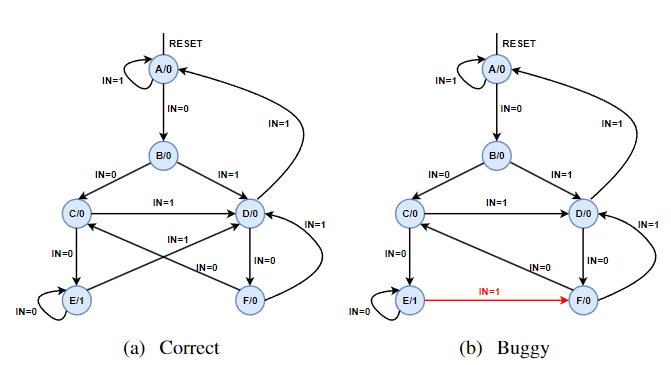 RESET
A/0
IN=1
IN=0
IN=1
B/0
IN=0
IN=1
C/0
IN=1
D/0
IN=1
IN=1
IN=0
IN=0
IN=0
E/1
F/0
IN=0
(a) Correct
RESET
A/0
IN=1
IN=0
IN=1
B/0
IN=0
IN=1
C/0
IN=1
D/0
IN=1
IN=0
IN=0
IN=0
IN=1
E/1
F/0
IN=0
(b) Buggy